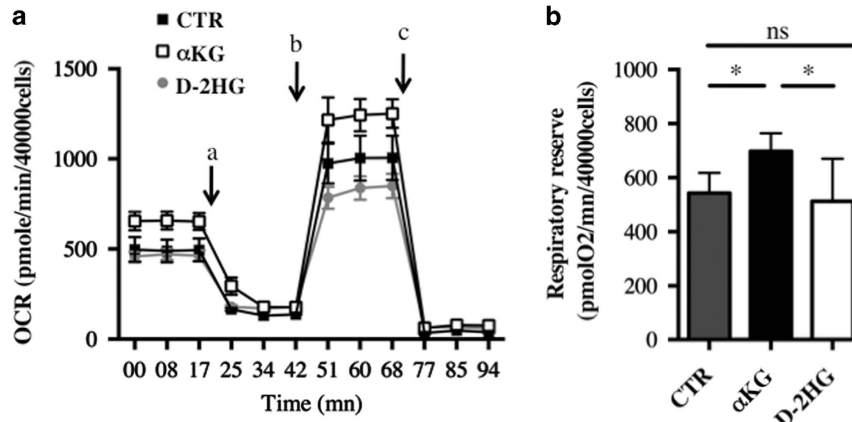 a
CTR
αKG
D-2HG
a
b
c
OCR (pmole/min/40000cells)
1500
1000
500
0
00 08 17 25 34 42 51 60 68 77 85 94
Time (mn)
b
ns
* *
Respiratory reserve
(pmolO2/mn/40000cells)
1000
800
600
400
200
0
CTR
αKG
D-2HG